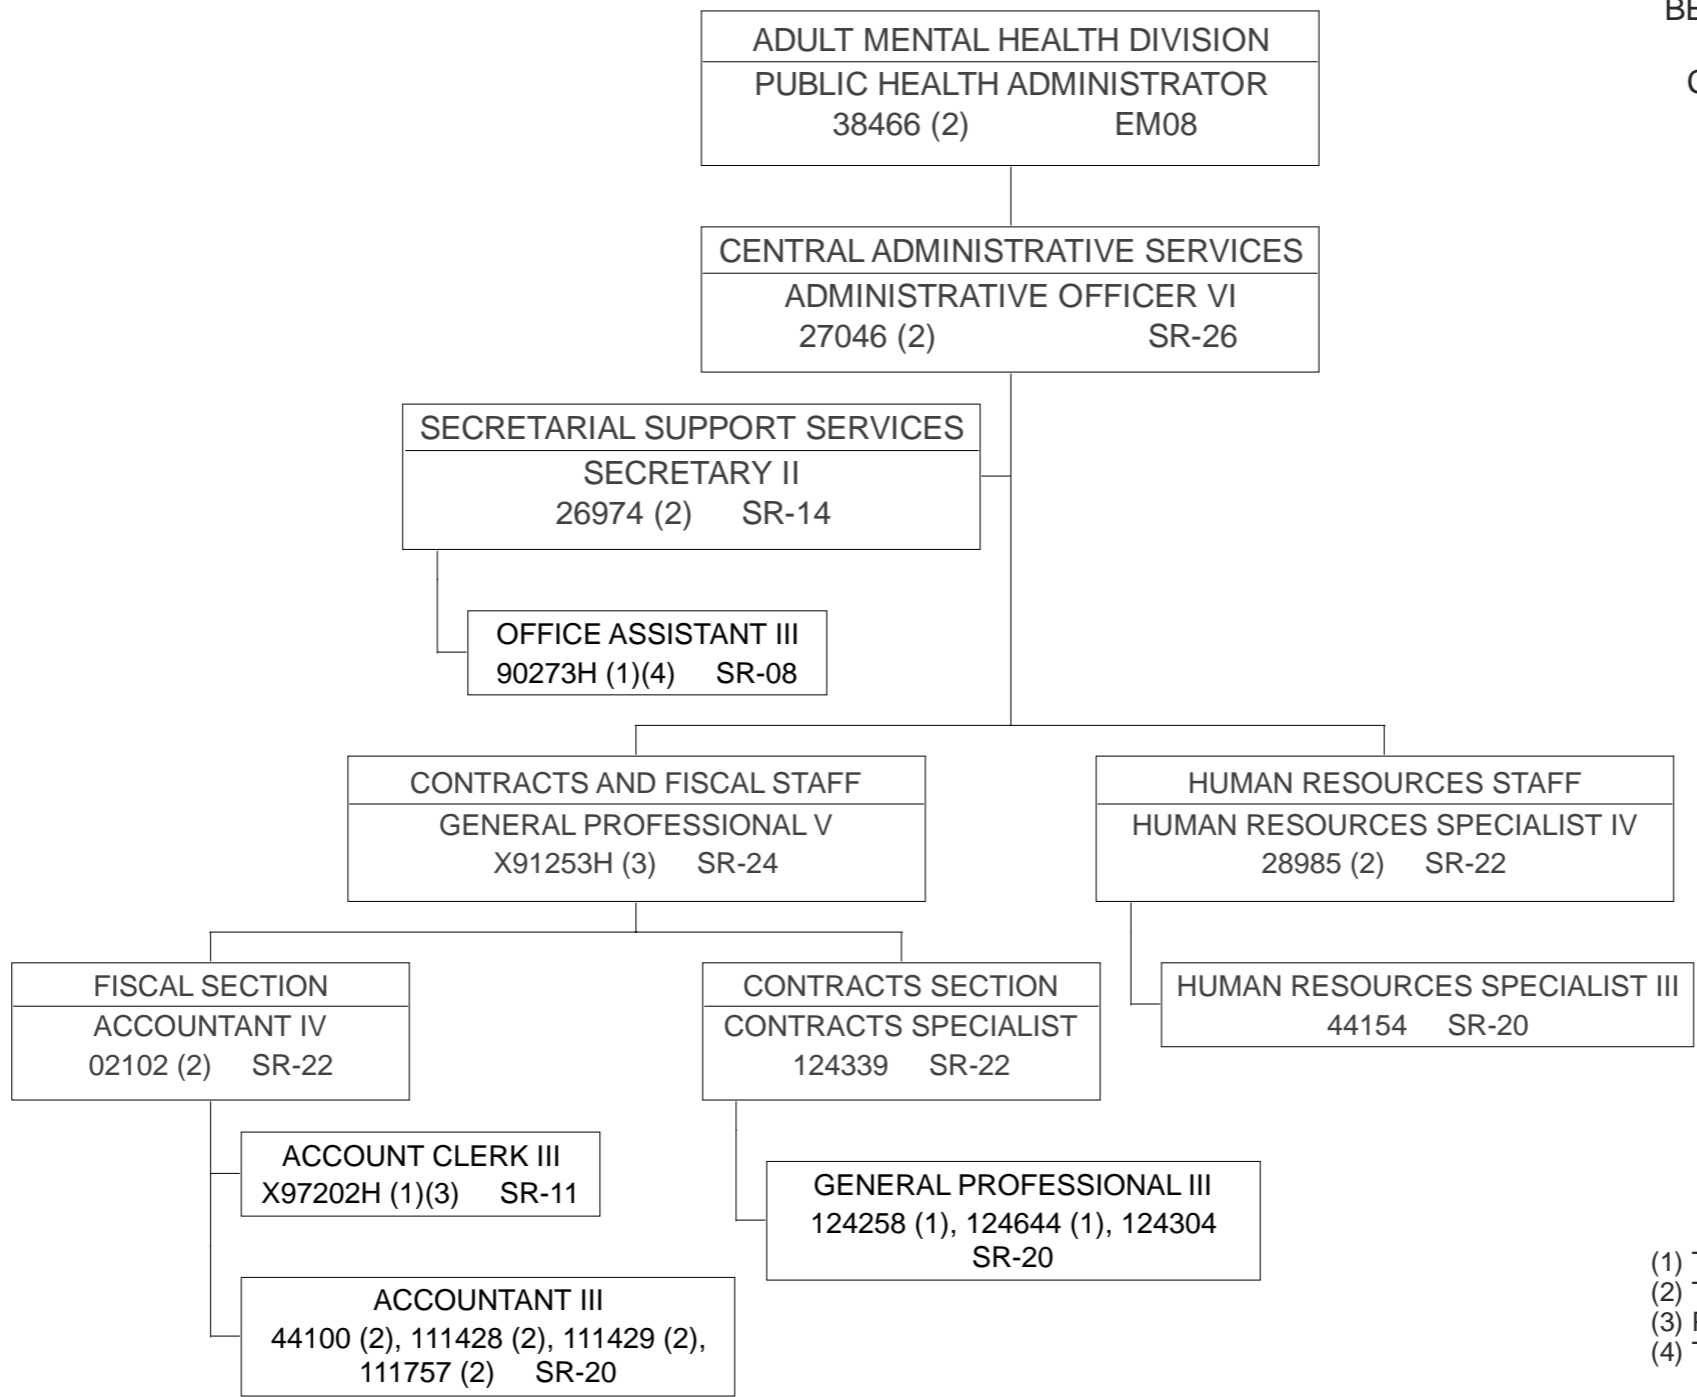 BE
ADULT MENTAL HEALTH DIVISION
PUBLIC HEALTH ADMINISTRATOR
38466 (2) EM08
CENTRAL ADMINISTRATIVE SERVICES
ADMINISTRATIVE OFFICER VI
27046 (2) SR-26
SECRETARIAL SUPPORT SERVICES
SECRETARY II
26974 (2) SR-14
OFFICE ASSISTANT III
90273H (1)(4) SR-08
CONTRACTS AND FISCAL STAFF
GENERAL PROFESSIONAL V
X91253H (3) SR-24
HUMAN RESOURCES STAFF
HUMAN RESOURCES SPECIALIST IV
28985 (2) SR-22
FISCAL SECTION
ACCOUNTANT IV
02102 (2) SR-22
CONTRACTS SECTION
CONTRACTS SPECIALIST
124339 SR-22
HUMAN RESOURCES SPECIALIST III
44154 SR-20
ACCOUNT CLERK III
X97202H (1)(3) SR-11
GENERAL PROFESSIONAL III
124258 (1), 124644 (1), 124304
SR-20
ACCOUNTANT III
44100 (2), 111428 (2), 111429 (2),
111757 (2) SR-20
(1)
(2)
(3)
(4)